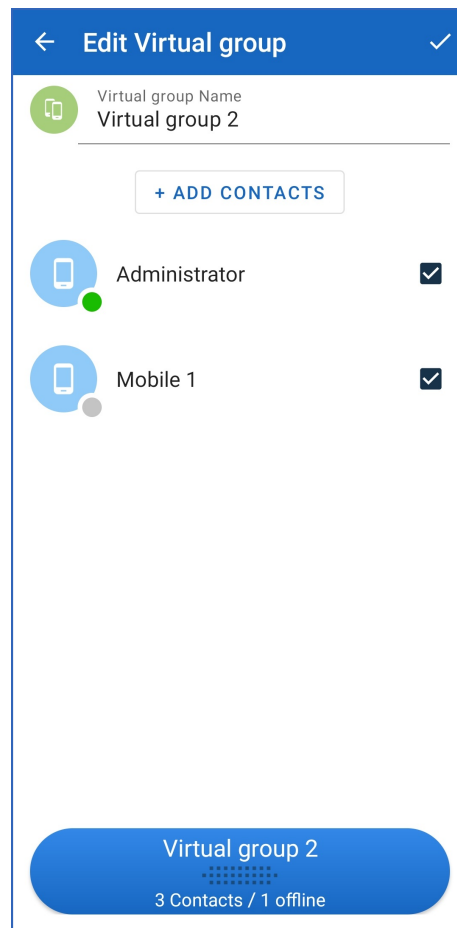 Edit Virtual group
Virtual group Name
Virtual group 2
+ ADD CONTACTS
Administrator
Mobile 1
Virtual group 2
3 Contacts / 1 offline